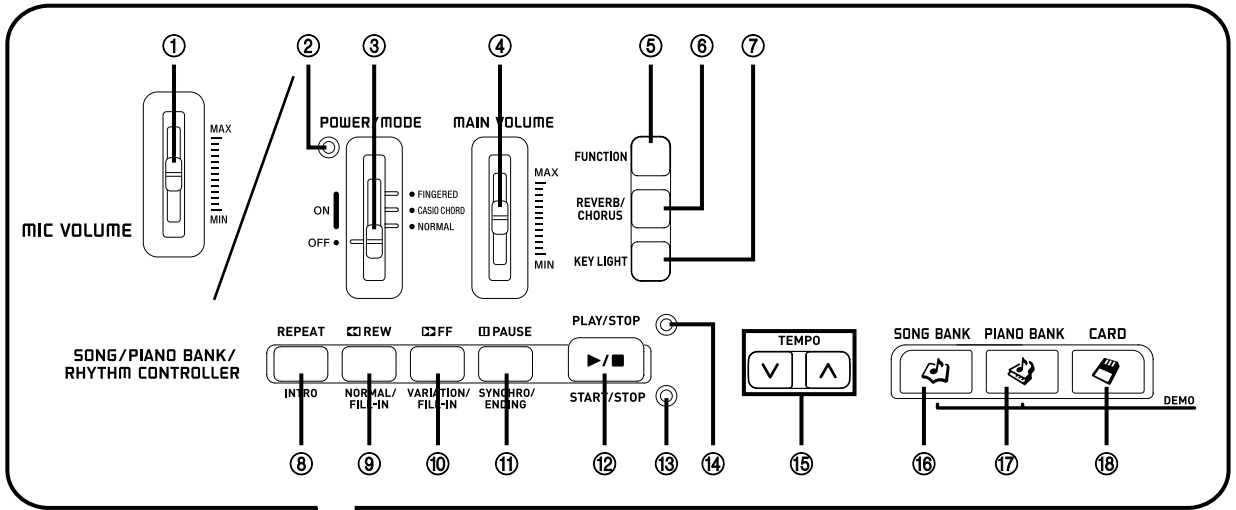 ① ② ③ ④ ⑤ ⑥ ⑦
POWER/MODE MAIN VOLUME
MAX
MIN
MIC VOLUME
ON
OFF
FINGERED
CASIO CHORD
NORMAL
MAX
MIN
FUNCTION
REVERB/
CHORUS
KEY LIGHT
SONG/PIANO BANK/
RHYTHM CONTROLLER
REPEAT REW FF PAUSE PLAY/STOP
INTRO
NORMAL/
FILL-IN
VARIATION/
FILL-IN
SYNCHRO/
ENDING
START/STOP
TEMPO
SONG BANK PIANO BANK CARD
DEMO
⑧ ⑨ ⑩ ⑪ ⑫ ⑬ ⑭ ⑮ ⑯ ⑰ ⑱